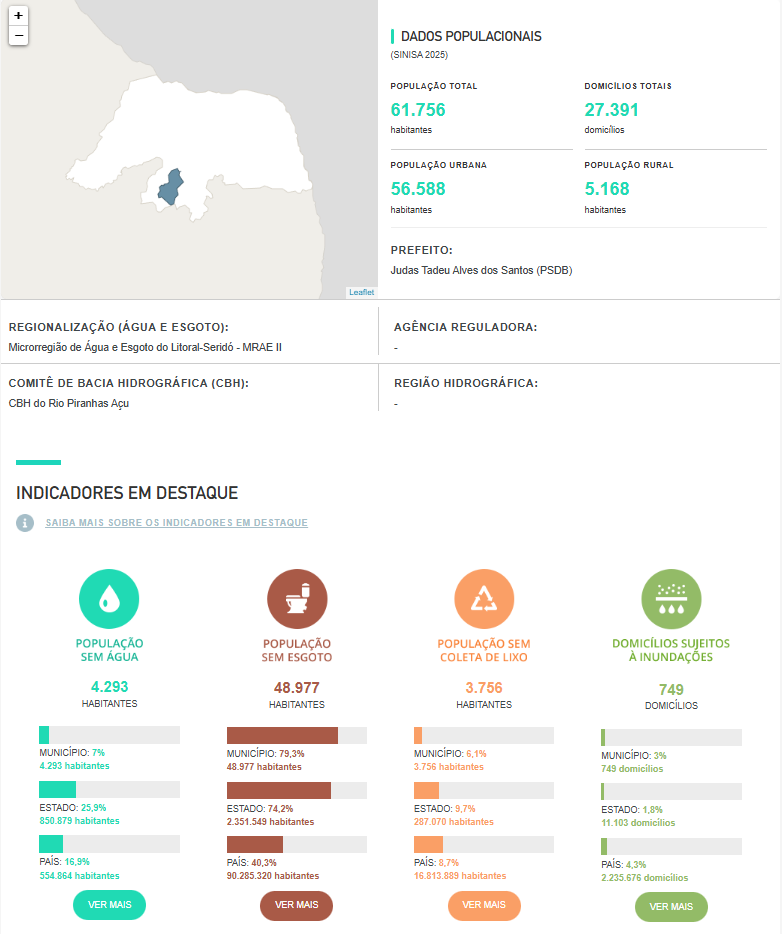 +
−
Leaflet
DADOS POPULACIONAIS
(SINISA 2025)
POPULAÇÃO TOTAL
61.756
habitantes
DOMICÍLIOS TOTAIS
27.391
domicílios
POPULAÇÃO URBANA
56.588
habitantes
POPULAÇÃO RURAL
5.168
habitantes
PREFEITO:
Judas Tadeu Alves dos Santos (PSDB)
REGIONALIZAÇÃO (ÁGUA E ESGOTO):
Microrregião de Água e Esgoto do Litoral-Seridó - MRAE II
AGÊNCIA REGULADORA:
-
COMITÊ DE BACIA HIDROGRÁFICA (CBH):
CBH do Rio Piranhas Açu
REGIÃO HIDROGRÁFICA:
-
INDICADORES EM DESTAQUE
i
SAIBA MAIS SOBRE OS INDICADORES EM DESTAQUE
POPULAÇÃO
SEM ÁGUA
4.293
HABITANTES
MUNICÍPIO: 7%
4.293 habitantes
ESTADO: 25,9%
850.879 habitantes
PAÍS: 16,9%
554.864 habitantes
VER MAIS
POPULAÇÃO
SEM ESGOTO
48.977
HABITANTES
MUNICÍPIO: 79,3%
48.977 habitantes
ESTADO: 74,2%
2.351.549 habitantes
PAÍS: 40,3%
90.285.320 habitantes
VER MAIS
POPULAÇÃO SEM
COLETA DE LIXO
3.756
HABITANTES
MUNICÍPIO: 6,1%
3.756 habitantes
ESTADO: 9,7%
287.070 habitantes
PAÍS: 8,7%
16.813.889 habitantes
VER MAIS
DOMICÍLIOS SUJEITOS
À INUNDAÇÕES
749
DOMICÍLIOS
MUNICÍPIO: 3%
749 domicílios
ESTADO: 1,8%
11.103 domicílios
PAÍS: 4,3%
2.235.676 domicílios
VER MAIS